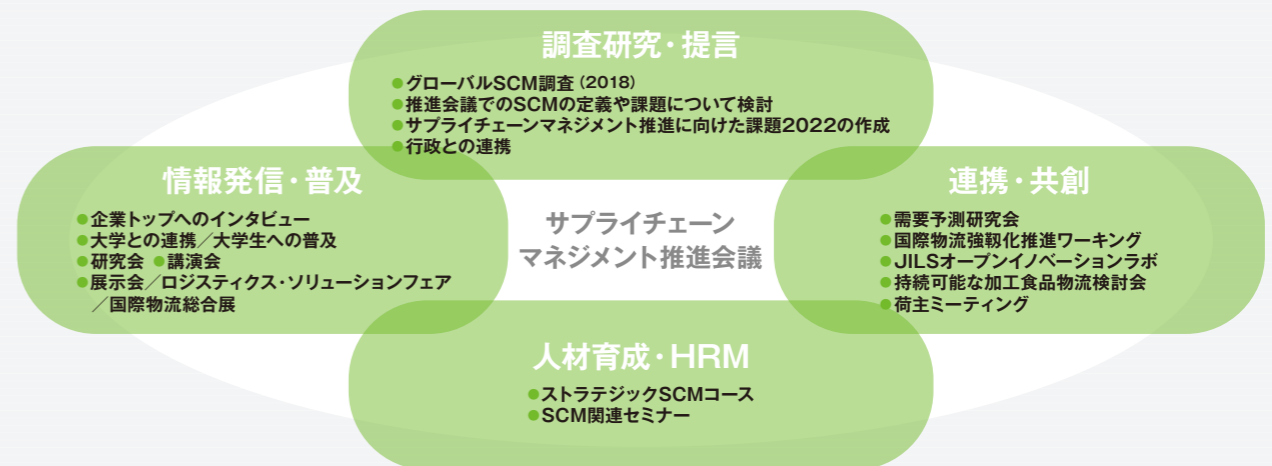 調査研究・提言
●グローバルSCM調査(2018)
●推進会議でのSCMの定義や課題について検討
●サプライチェーンマネジメント推進に向けた課題2022の作成
●行政との連携
情報発信・普及
●企業トップへのインタビュー
●大学との連携/大学生への普及
●研究会 ●講演会
●展示会/ロジスティクス・ソリューションフェア
/国際物流総合展
サプライチェーン
マネジメント推進会議
連携・共創
●需要予測研究会
●国際物流強靱化推進ワーキング
●JILSオープンイノベーションラボ
●持続可能な加工食品物流検討会
●荷主ミーティング
人材育成・HRM
●ストラテジックSCMコース
●SCM関連セミナー